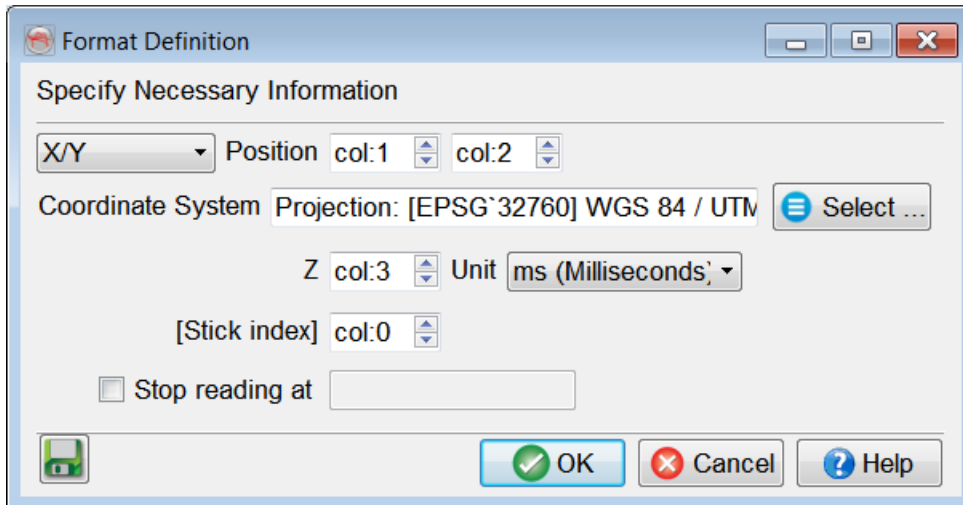 Format Definition
Specify Necessary Information
X/Y Position col:1 col:2
Coordinate System Projection: [EPSG`32760] WGS 84 / UTM Select ...
Z col:3 Unit ms (Milliseconds)
[Stick index] col:0
Stop reading at
OK Cancel Help